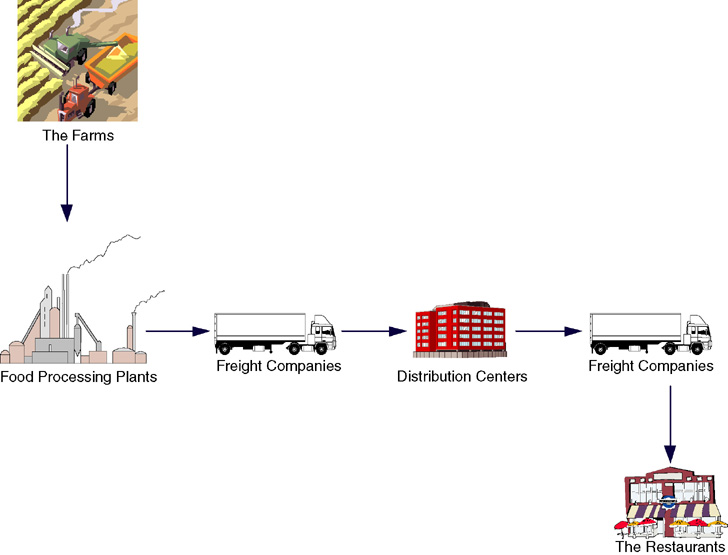 The Farms
Food Processing Plants
Freight Companies
Distribution Centers
Freight Companies
The Restaurants